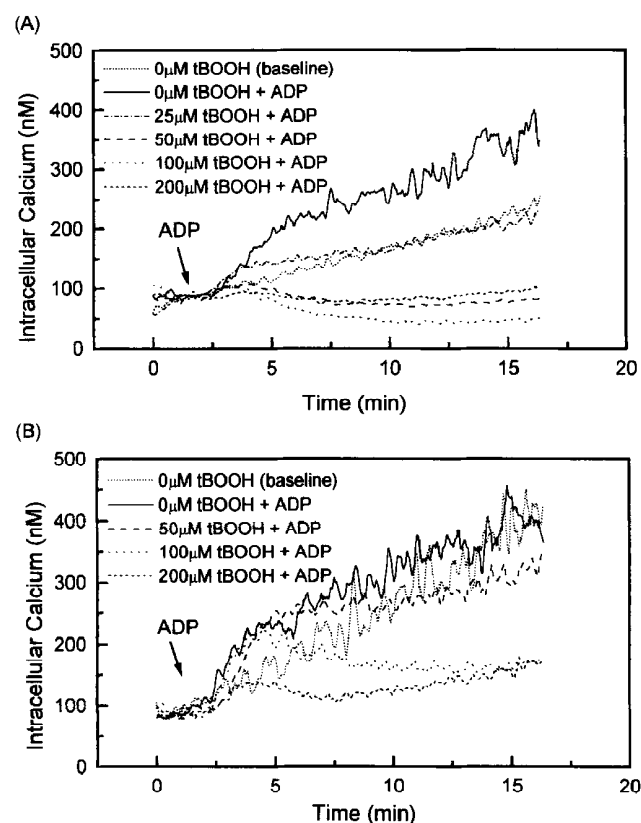 (A)
500
400
300
200
100
0
Intracellular Calcium (nM)
0μM tBOOH (baseline)
0μM tBOOH + ADP
25μM tBOOH + ADP
50μM tBOOH + ADP
100μM tBOOH + ADP
200μM tBOOH + ADP
ADP
0 5 10 15 20
Time (min)
(B)
500
400
300
200
100
0
Intracellular Calcium (nM)
0μM tBOOH (baseline)
0μM tBOOH + ADP
50μM tBOOH + ADP
100μM tBOOH + ADP
200μM tBOOH + ADP
ADP
0 5 10 15 20
Time (min)